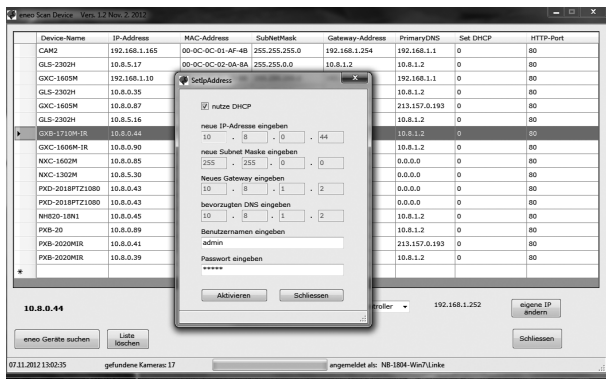 eneo Scan Device Vers. 1.2 Nov. 2. 2012
Device-Name IP-Address MAC-Address SubNetMask Gateway-Address PrimaryDNS Set DHCP HTTP-Port
CAM2 192.168.1.165 00-0C-0C-01-AF-4B 255.255.255.0 192.168.1.254 192.168.1.1 0 80
GLS-2302H 10.8.5.17 00-0C-0C-02-0A-8A 255.255.0.0 10.8.1.2 10.8.1.2 0 80
GXC-1605M 192.168.1.10 192.168.1.1 0 80
GLS-2302H 10.8.0.35 10.8.1.2 0 80
GXC-1605M 10.8.0.87 213.157.0.193 0 80
GLS-2302H 10.8.5.16 10.8.1.2 0 80
GXB-1710M-IR 10.8.0.44 10.8.1.2 0 80
GXC-1606M-IR 10.8.0.90 10.8.1.2 0 80
NXC-1602M 10.8.0.85 0.0.0.0 0 80
NXC-1302M 10.8.5.30 0.0.0.0 0 80
PXD-2018PTZ1080 10.8.0.43 0.0.0.0 0 80
PXD-2018PTZ1080 10.8.0.43 0.0.0.0 0 80
NH820-18N1 10.8.0.45 10.8.1.2 0 80
PXB-20 10.8.0.89 10.8.1.2 0 80
PXB-2020MIR 10.8.0.41 213.157.0.193 0 80
PXB-2020MIR 10.8.0.39 10.8.1.2 0 80
SetIpAddress
nutze DHCP
neue IP-Adresse eingeben
10 . 8 . 0 . 44
neue Subnet Maske eingeben
255 . 255 . 0 . 0
Neues Gateway eingeben
10 . 8 . 1 . 2
bevorzugten DNS eingeben
10 . 8 . 1 . 2
Benutzernamen eingeben
admin
Passwort eingeben
*****
Aktivieren Schliessen
10.8.0.44 192.168.1.252 eigene IP
ändern
eneo Geräte suchen Liste
löschen Schliessen
07.11.2012 13:02:35 gefundene Kameras: 17 angemeldet als: NB-1804-Win7\Linke